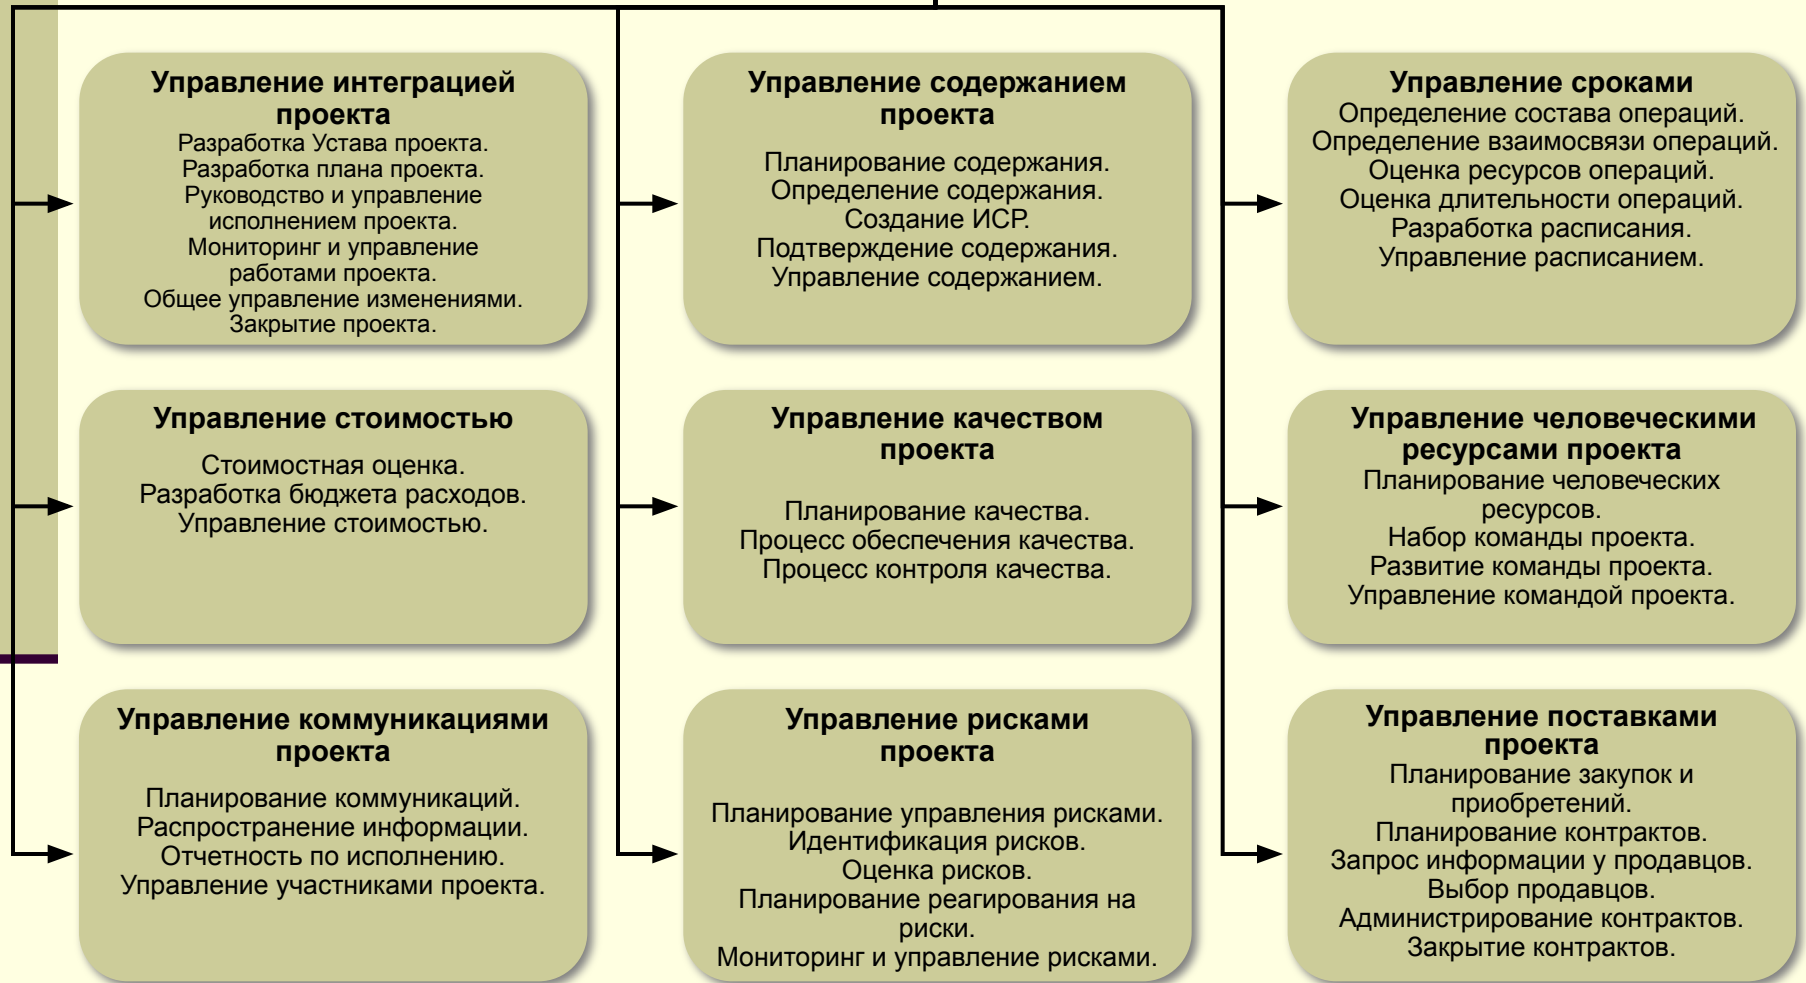 Управление интеграцией
проекта
Разработка Устава проекта.
Разработка плана проекта.
Руководство и управление
исполнением проекта.
Мониторинг и управление
работами проекта.
Общее управление изменениями.
Закрытие проекта.
Управление содержанием
проекта
Планирование содержания.
Определение содержания.
Создание ИСР.
Подтверждение содержания.
Управление содержанием.
Управление сроками
Определение состава операций.
Определение взаимосвязи операций.
Оценка ресурсов операций.
Оценка длительности операций.
Разработка расписания.
Управление расписанием.
Управление стоимостью
Стоимостная оценка.
Разработка бюджета расходов.
Управление стоимостью.
Управление качеством
проекта
Планирование качества.
Процесс обеспечения качества.
Процесс контроля качества.
Управление человеческими
ресурсами проекта
Планирование человеческих
ресурсов.
Набор команды проекта.
Развитие команды проекта.
Управление командой проекта.
Управление коммуникациями
проекта
Планирование коммуникаций.
Распространение информации.
Отчетность по исполнению.
Управление участниками проекта.
Управление рисками
проекта
Планирование управления рисками.
Идентификация рисков.
Оценка рисков.
Планирование реагирования на
риски.
Мониторинг и управление рисками.
Управление поставками
проекта
Планирование закупок и
приобретений.
Планирование контрактов.
Запрос информации у продавцов.
Выбор продавцов.
Администрирование контрактов.
Закрытие контрактов.